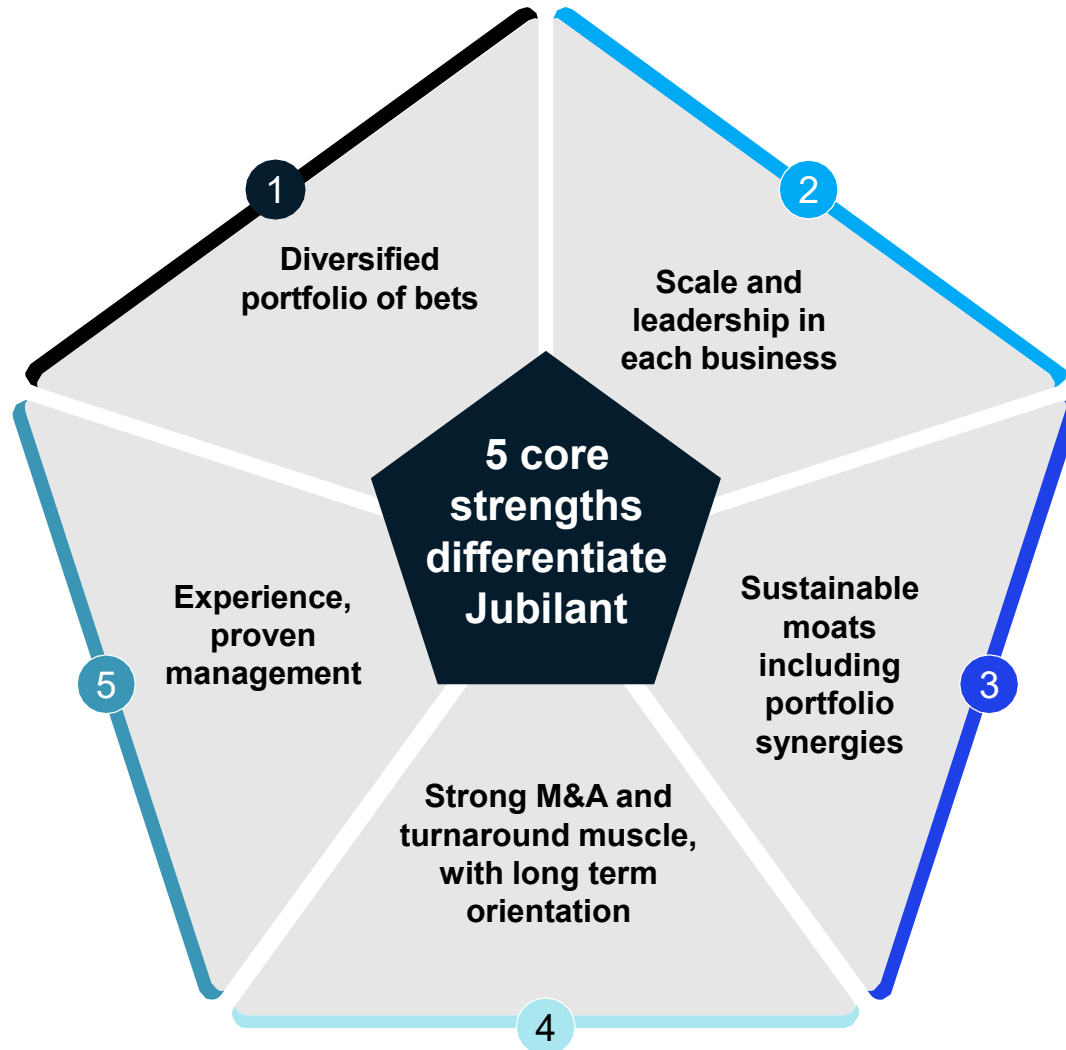 1
Diversified
portfolio of bets
2
Scale and
leadership in
each business
5 core
strengths
differentiate
Jubilant
3
Sustainable
moats
including
portfolio
synergies
4
Strong M&A and
turnaround muscle,
with long term
orientation
5
Experience,
proven
management